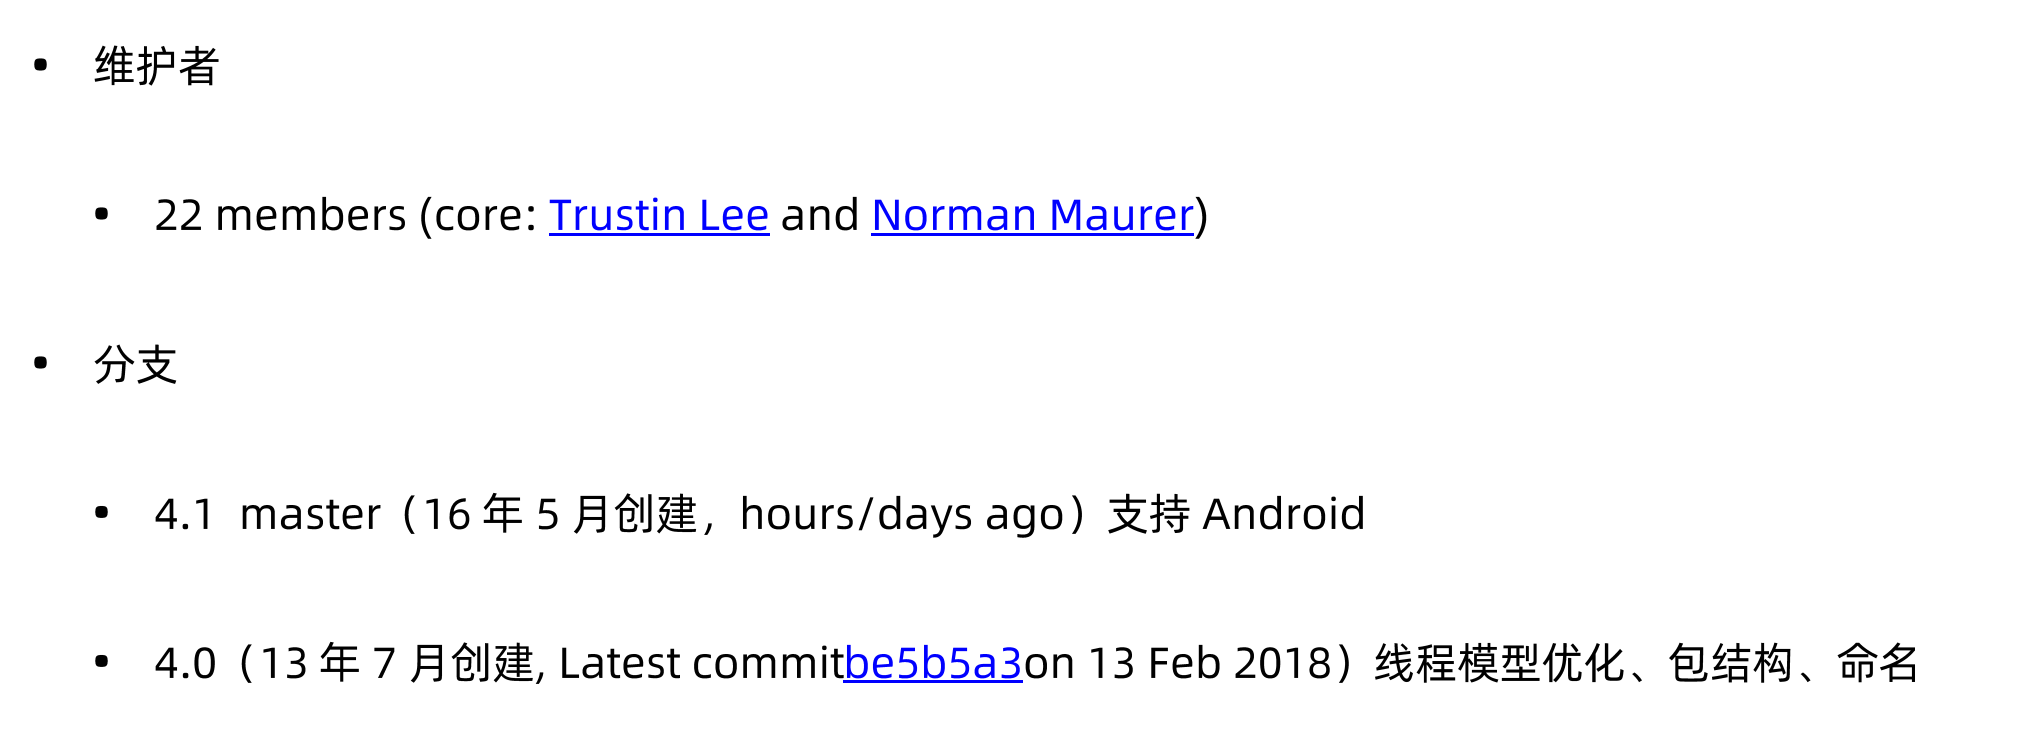 • 维护者
• 22 members (core: Trustin Lee and Norman Maurer)
• 分支
• 4.1 master（16 年 5 月创建，hours/days ago）支持 Android
• 4.0（13 年 7 月创建, Latest commitbe5b5a3on 13 Feb 2018）线程模型优化、包结构、命名